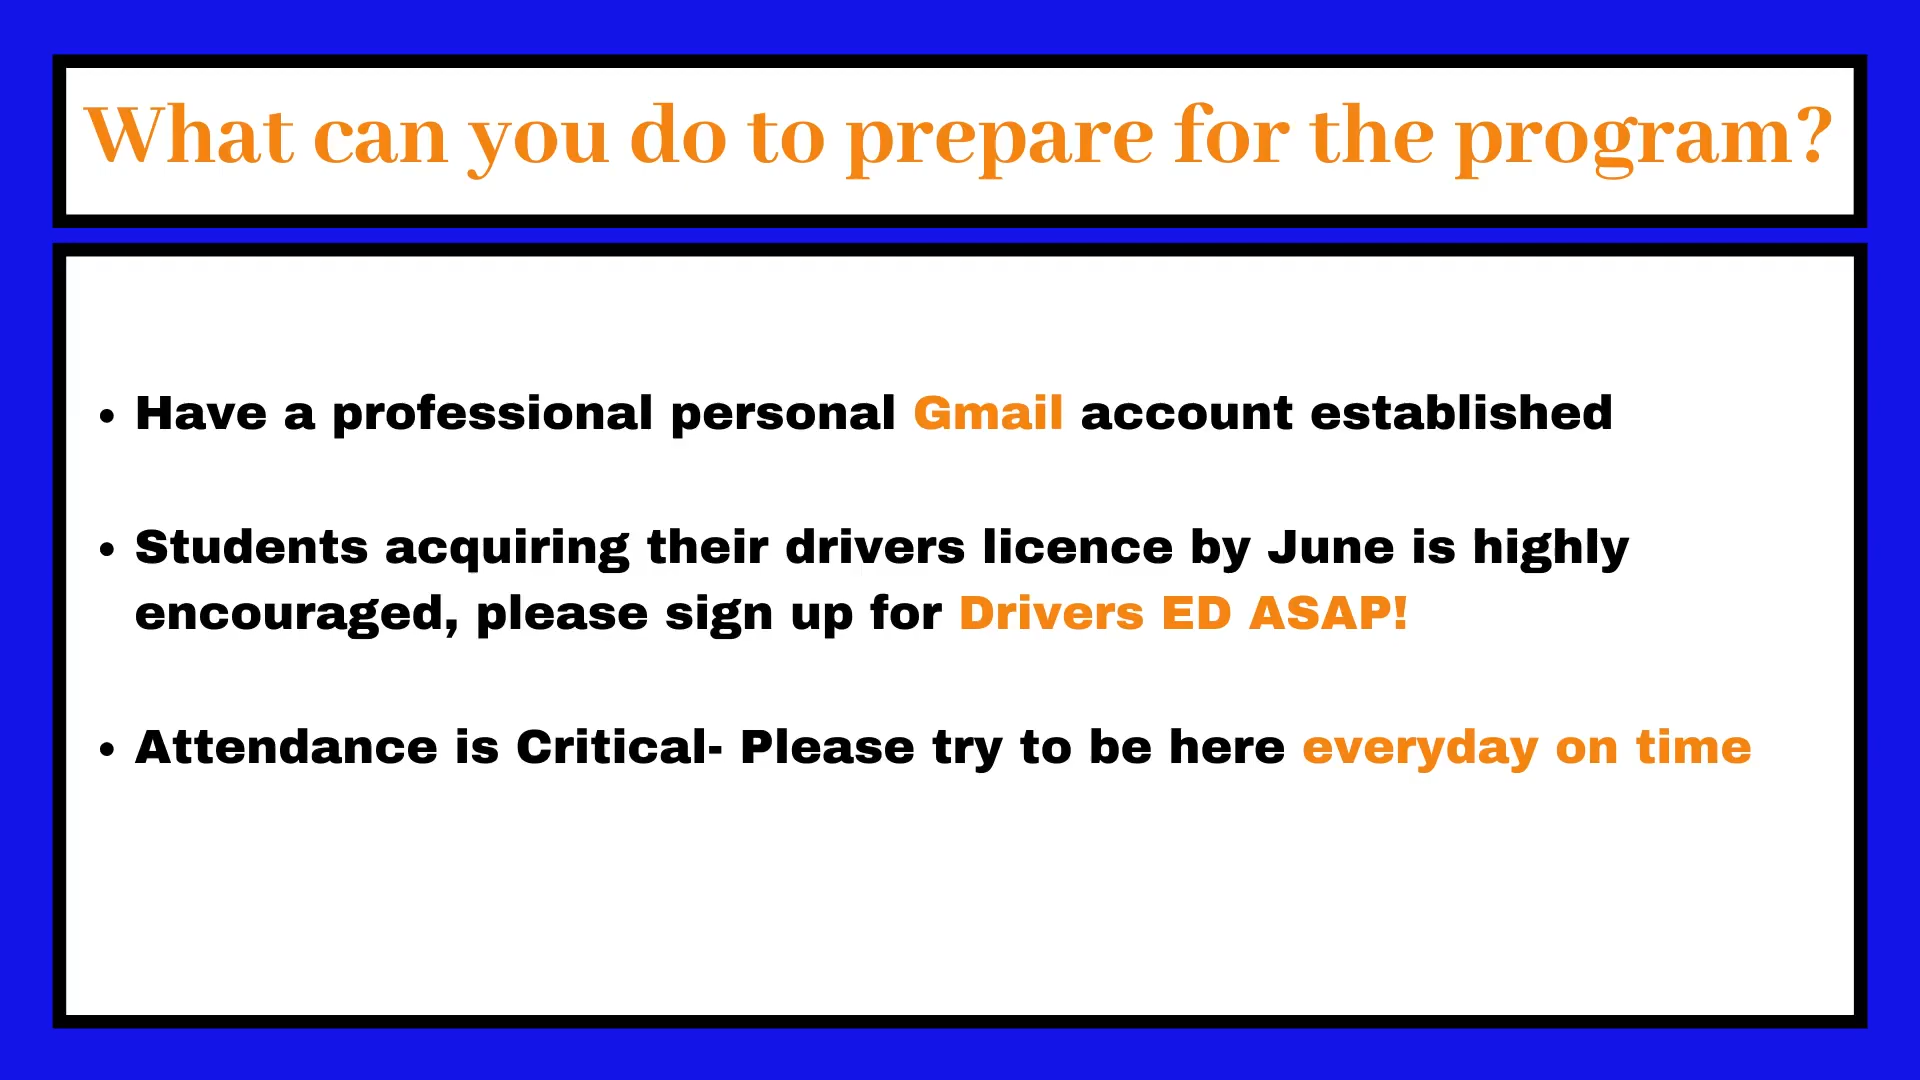 What can you do to prepare for the program?
• Have a professional personal Gmail account established
• Students acquiring their drivers licence by June is highly
encouraged, please sign up for Drivers ED ASAP!
• Attendance is Critical- Please try to be here everyday on time